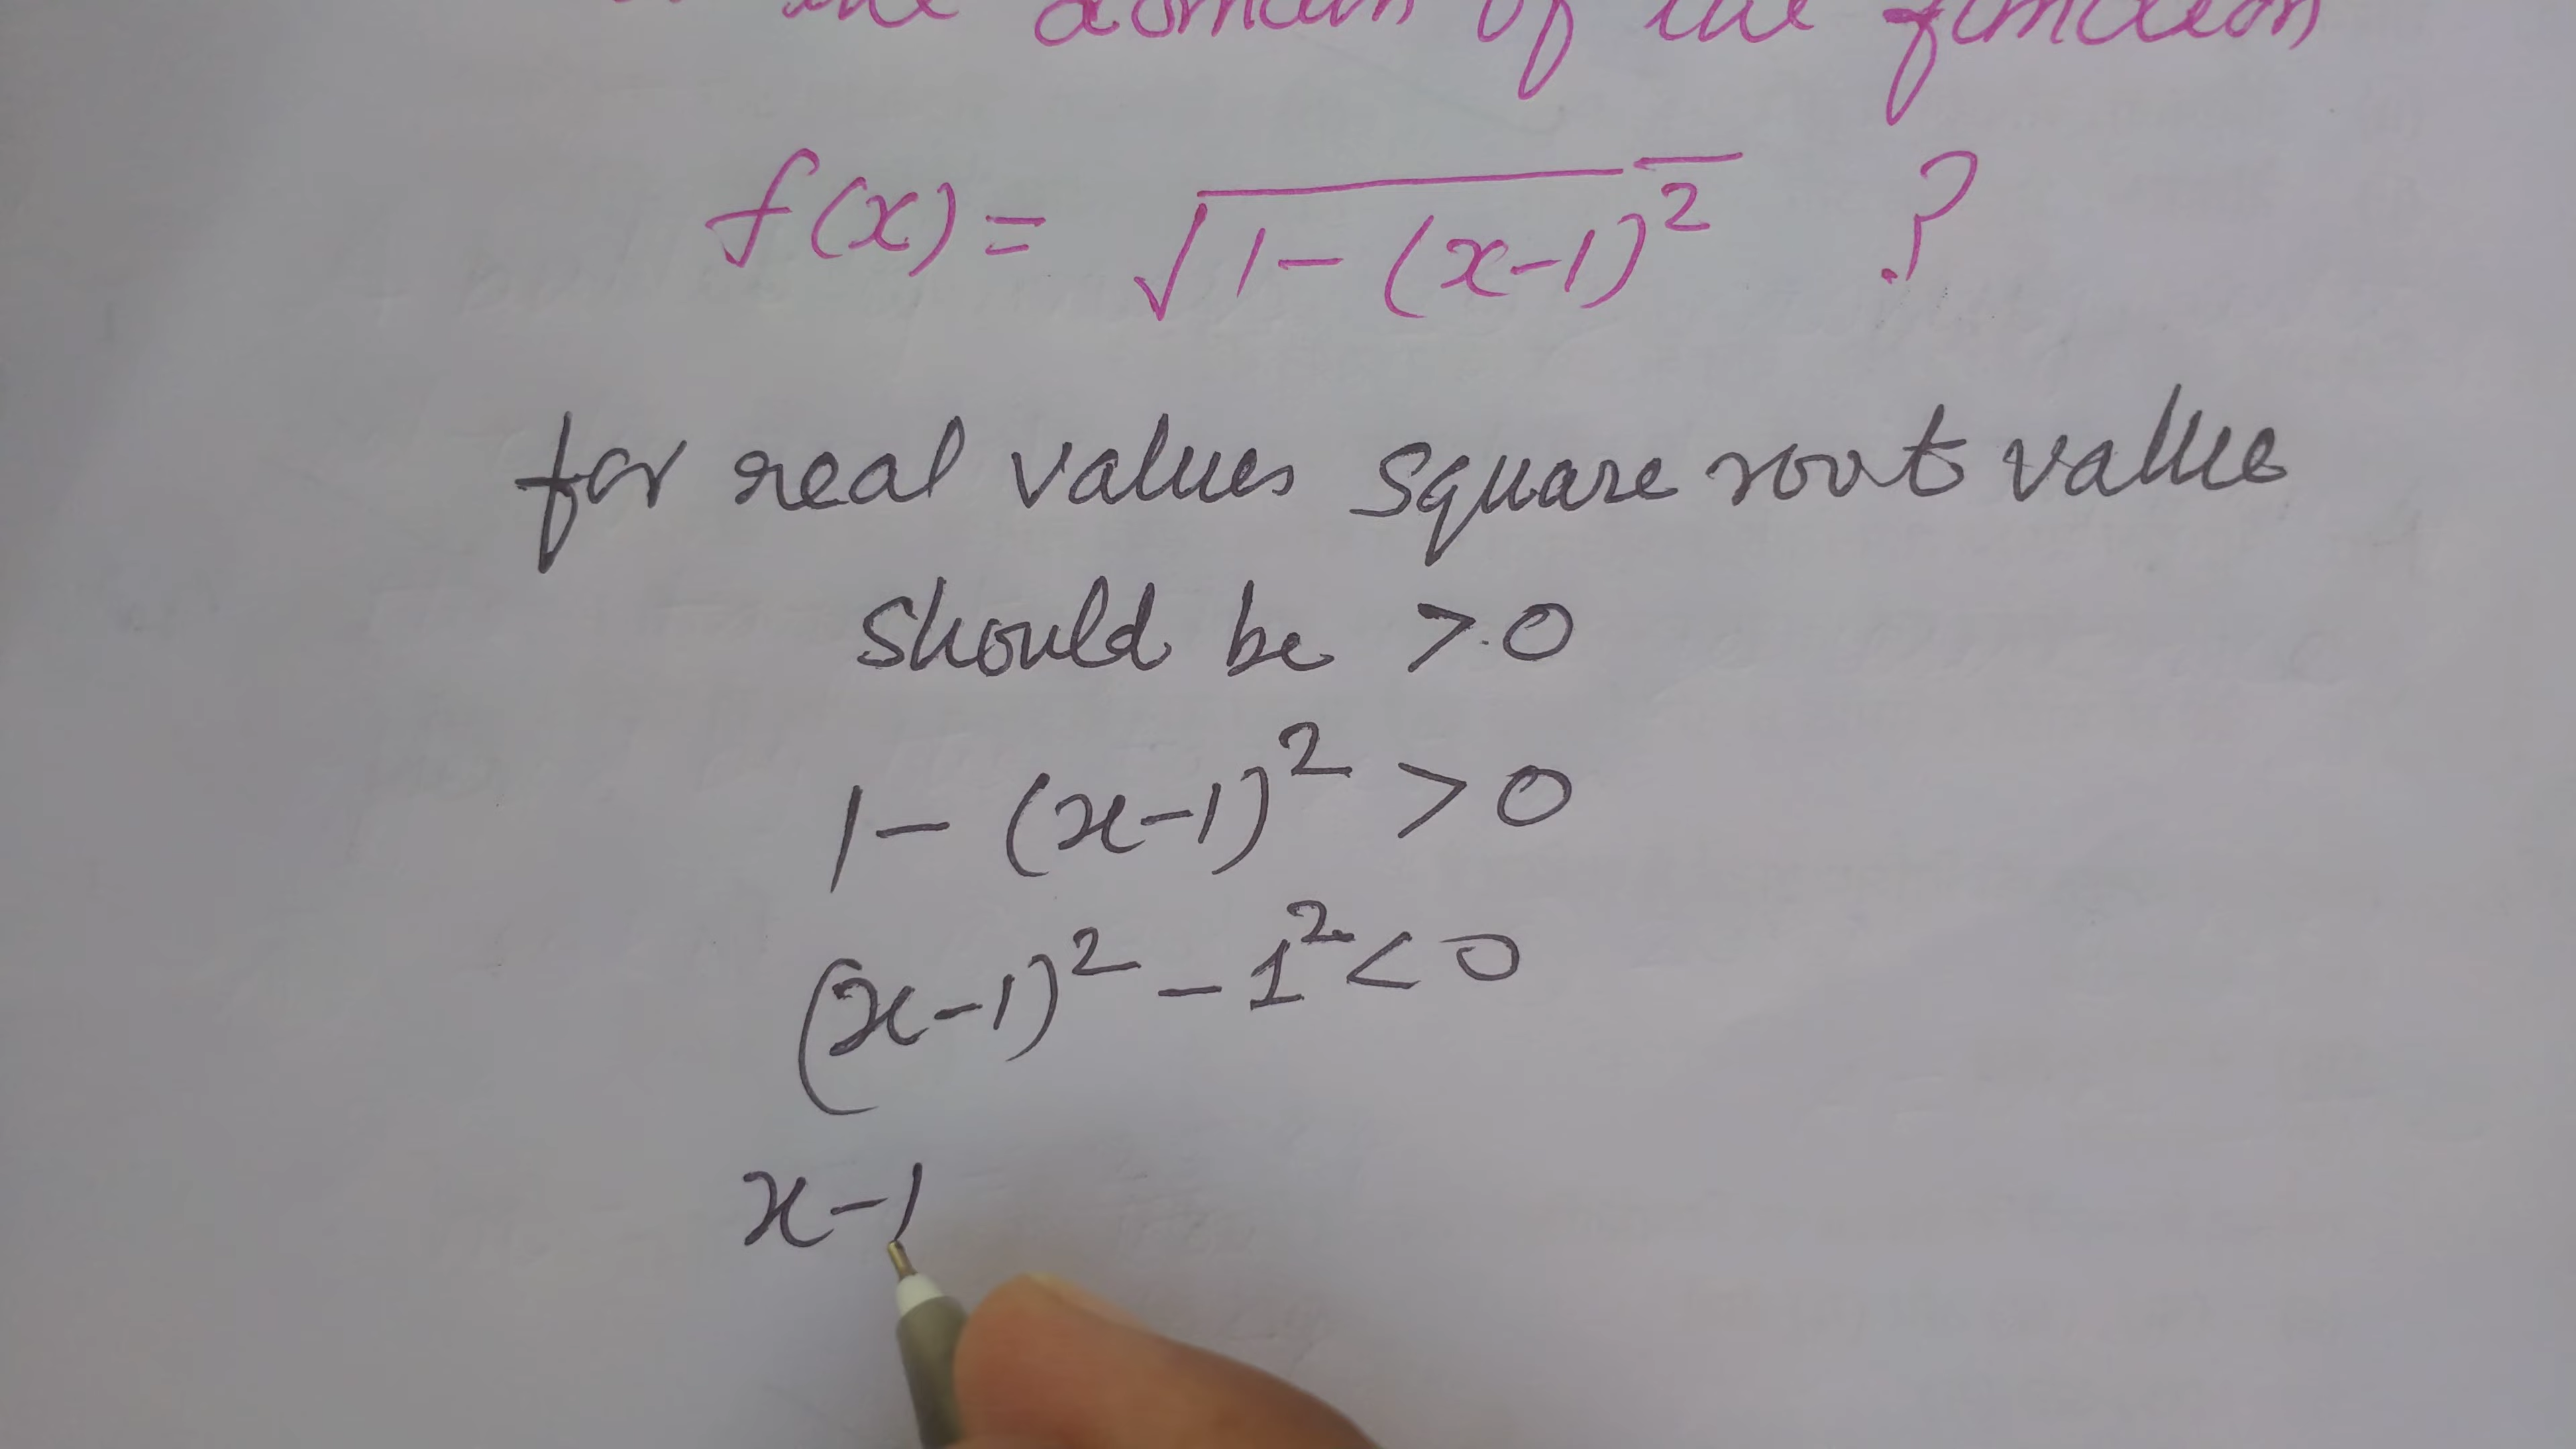 the domain of the function
f(x) = √1-(x-1)² ?
for real values square root value
should be >.0
1 - (x-1)² > 0
(x-1)² - 1² < 0
x-1